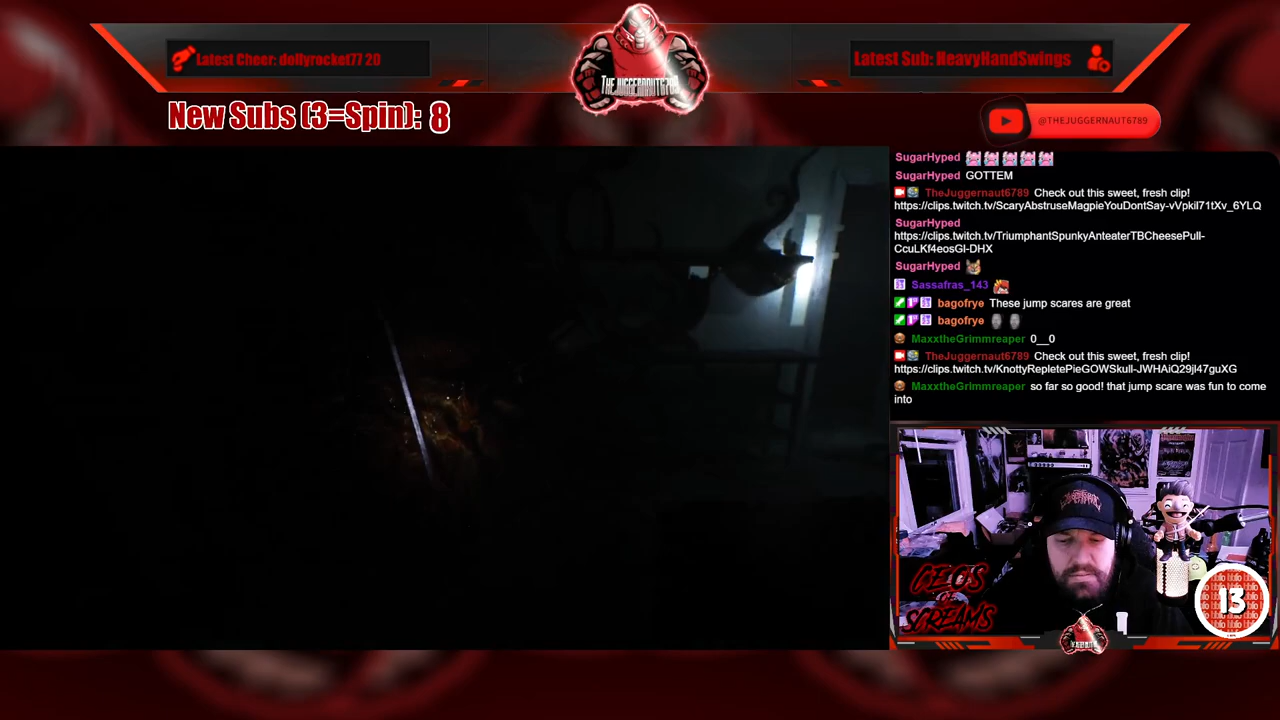 Latest Cheer: dollyrocket77 20
THEJUGGERNAUT6789
Latest Sub: HeavyHandSwings
New Subs (3=Spin): 8
@THEJUGGERNAUT6789
SugarHyped
SugarHyped GOTTEM
TheJuggernaut6789 Check out this sweet, fresh clip!
https://clips.twitch.tv/ScaryAbstruseMagpieYouDontSay-vVpkil71tXv_6YLQ
SugarHyped
https://clips.twitch.tv/TriumphantSpunkyAnteaterTBCheesePull-
CcuLKf4eosGl-DHX
SugarHyped
Sassafras_143
bagofrye These jump scares are great
bagofrye
MaxxtheGrimmreaper 0__0
TheJuggernaut6789 Check out this sweet, fresh clip!
https://clips.twitch.tv/KnottyRepletePieGOWSkull-JWHAiQ29jl47guXG
MaxxtheGrimmreaper so far so good! that jump scare was fun to come
into
CEOS
SCREAMS
13